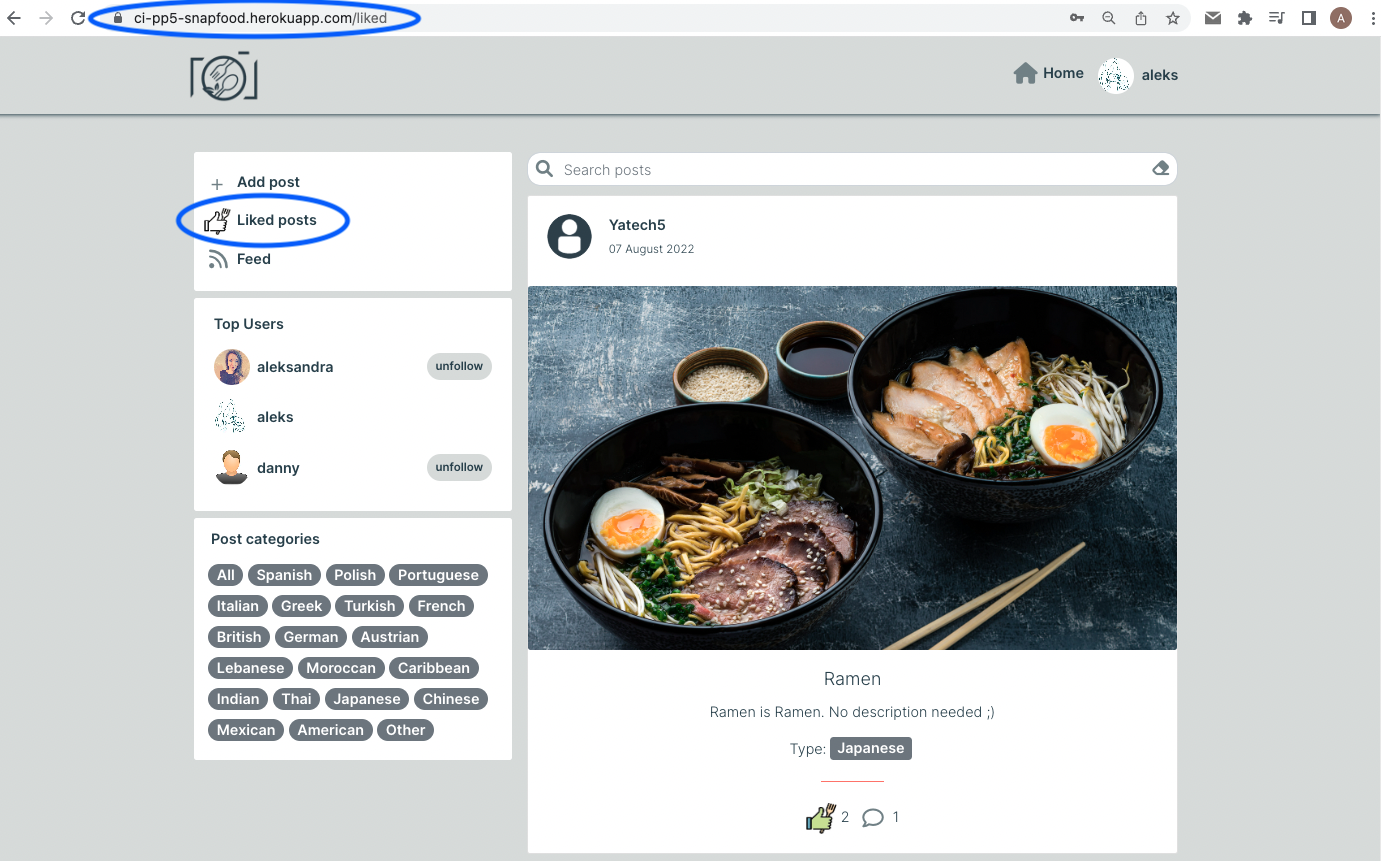 ci-pp5-snapfood.herokuapp.com/liked
A
Home
aleks
Add post
Liked posts
Feed
Top Users
aleksandra unfollow
aleks
danny unfollow
Post categories
All Spanish Polish Portuguese
Italian Greek Turkish French
British German Austrian
Lebanese Moroccan Caribbean
Indian Thai Japanese Chinese
Mexican American Other
Search posts
Yatech5
07 August 2022
Ramen
Ramen is Ramen. No description needed ;)
Type: Japanese
2 1